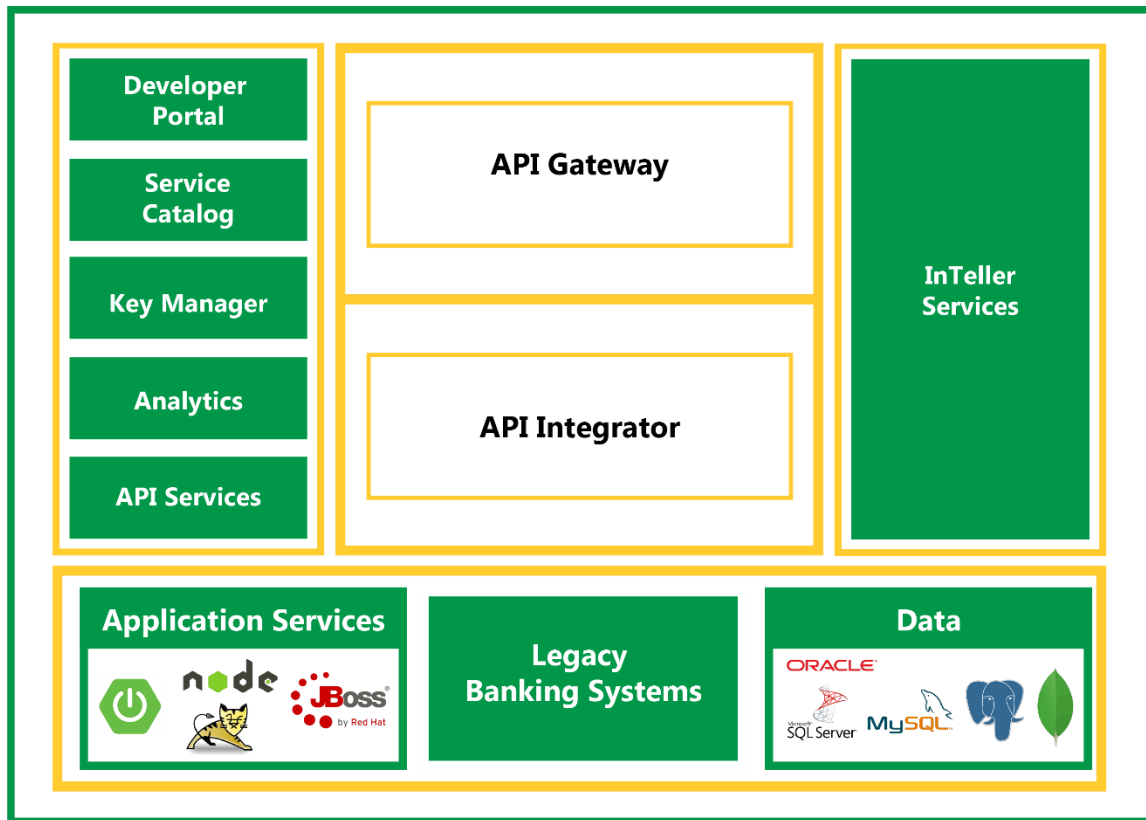 Developer
Portal
Service
Catalog
Key Manager
Analytics
API Services
API Gateway
API Integrator
InTeller
Services
Application Services
node
JBoss®
by Red Hat
Legacy
Banking Systems
Data
ORACLE®
Microsoft
SQL Server
MySQL